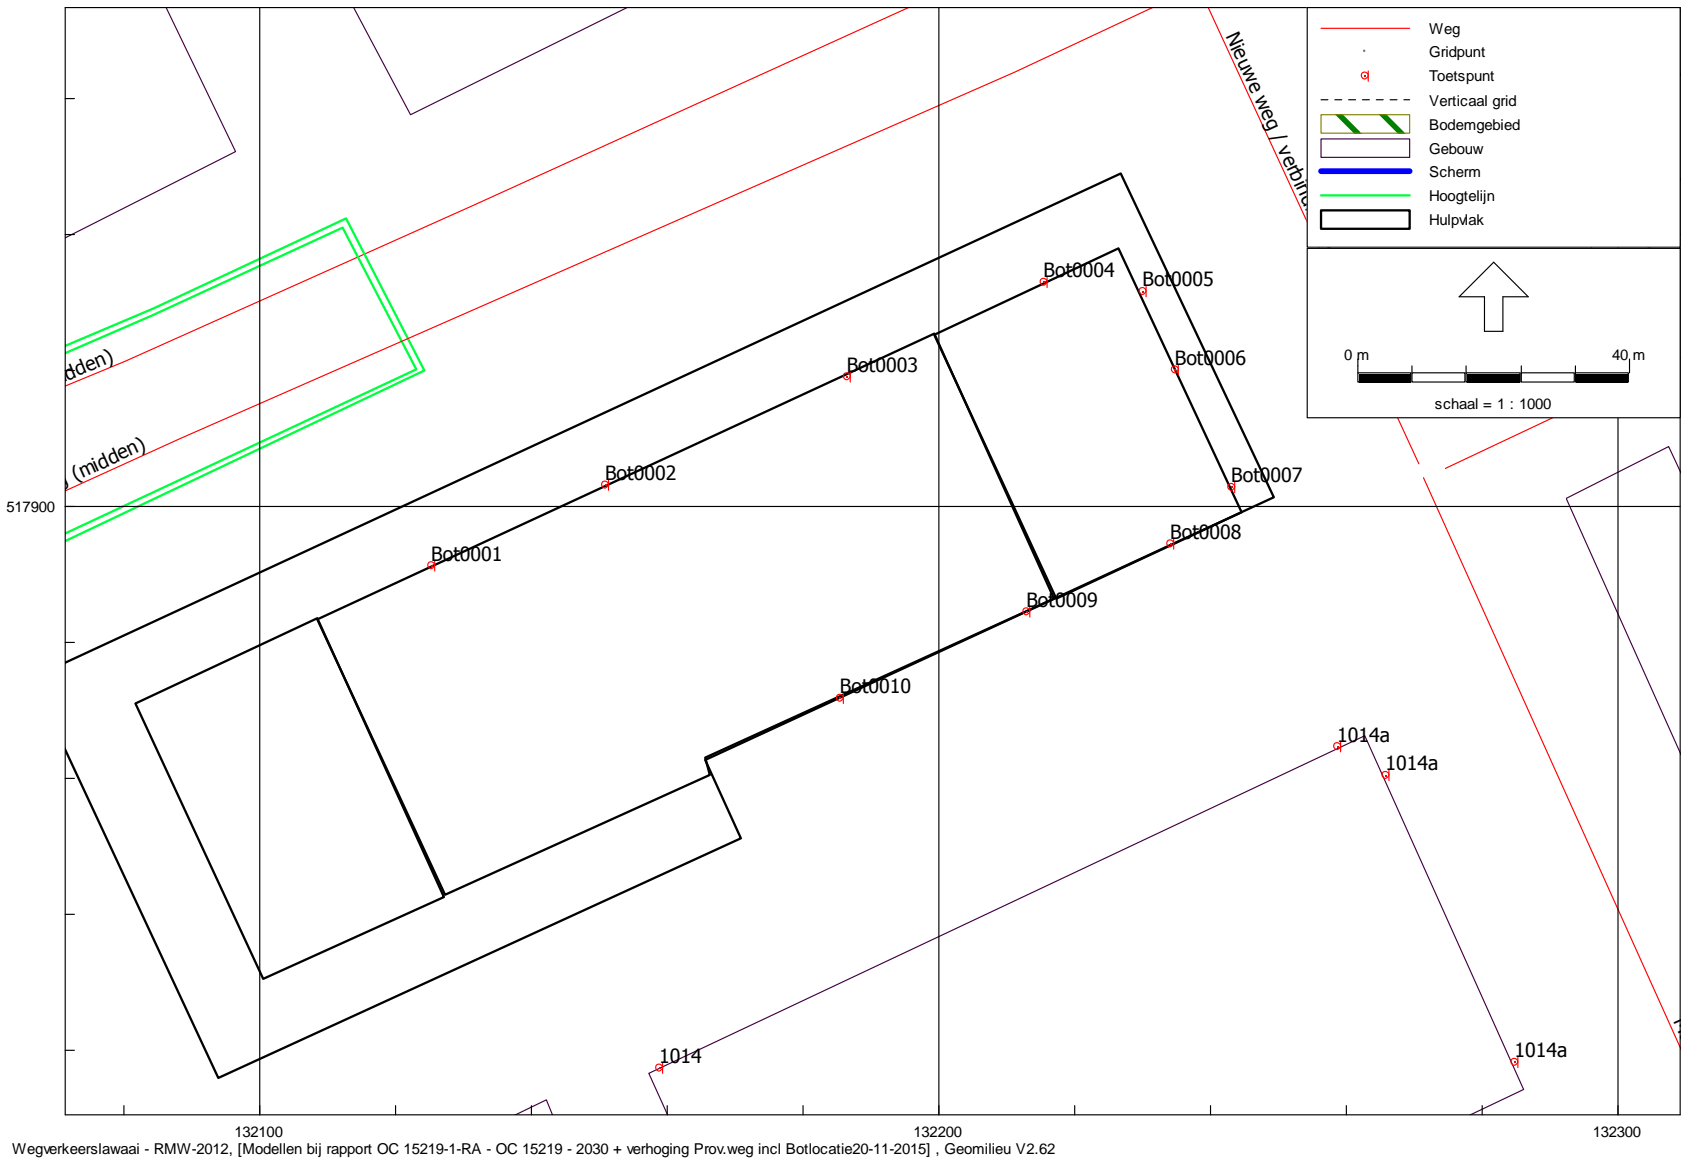 Weg
Gridpunt
Toetspunt
Verticaal grid
Bodemgebied
Gebouw
Scherm
Hoogtelijn
Hulpvlak
0 m
40 m
schaal = 1 : 1000
Nieuwe weg / verbind
dden)
(midden)
Bot0004
Bot0005
Bot0006
Bot0003
Bot0002
Bot0007
517900
Bot0008
Bot0001
Bot0009
Bot0010
1014a
1014a
1014
1014a
132100
132200
132300
Wegverkeerslawaai - RMW-2012, [Modellen bij rapport OC 15219-1-RA - OC 15219 - 2030 + verhoging Prov.weg incl Botlocatie20-11-2015] , Geomilieu V2.62